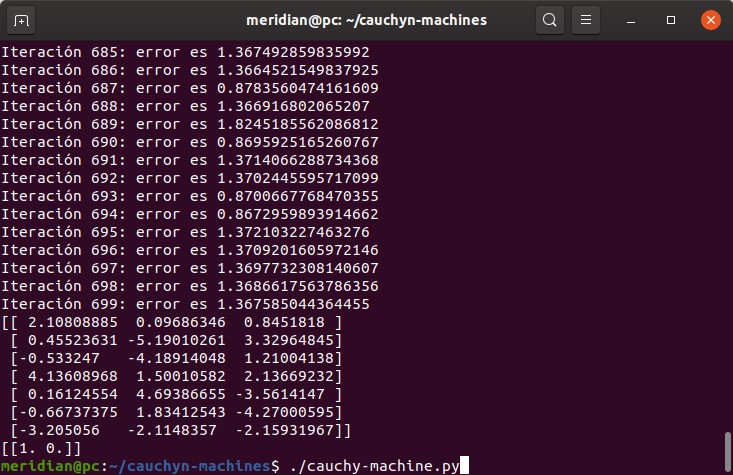 meridian@pc: ~/cauchyn-machines
Iteración 685: error es 1.367492859835992
Iteración 686: error es 1.3664521549837925
Iteración 687: error es 0.8783560474161609
Iteración 688: error es 1.366916802065207
Iteración 689: error es 1.8245185562086812
Iteración 690: error es 0.8695925165260767
Iteración 691: error es 1.3714066288734368
Iteración 692: error es 1.3702445595717099
Iteración 693: error es 0.8700667768470355
Iteración 694: error es 0.8672959893914662
Iteración 695: error es 1.372103227463276
Iteración 696: error es 1.3709201605972146
Iteración 697: error es 1.3697732308140607
Iteración 698: error es 1.3686617563786356
Iteración 699: error es 1.367585044364455
[[ 2.10808885  0.09686346  0.8451818 ]
 [ 0.45523631 -5.19010261  3.32964845]
 [-0.533247   -4.18914048  1.21004138]
 [ 4.13608968  1.50010582  2.13669232]
 [ 0.16124554  4.69386655 -3.5614147 ]
 [-0.66737375  1.83412543 -4.27000595]
 [-3.205056   -2.1148357  -2.15931967]]
[[1. 0.]]
meridian@pc:~/cauchyn-machines$ ./cauchy-machine.py